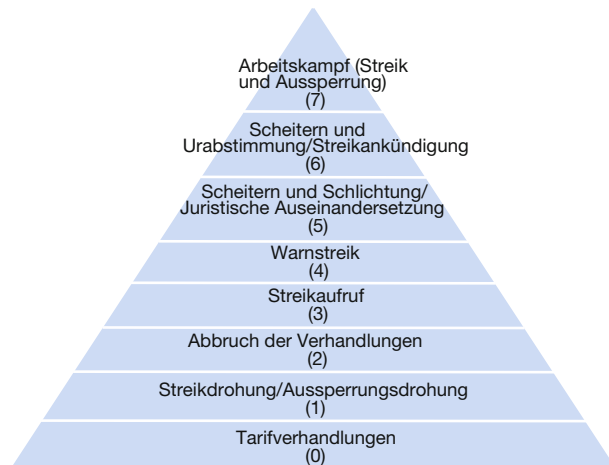 Arbeitskampf (Streik
und Aussperrung)
(7)
Scheitern und
Urabstimmung/Streikankündigung
(6)
Scheitern und Schlichtung/
Juristische Auseinandersetzung
(5)
Warnstreik
(4)
Streikaufruf
(3)
Abbruch der Verhandlungen
(2)
Streikdrohung/Aussperrungsdrohung
(1)
Tarifverhandlungen
(0)